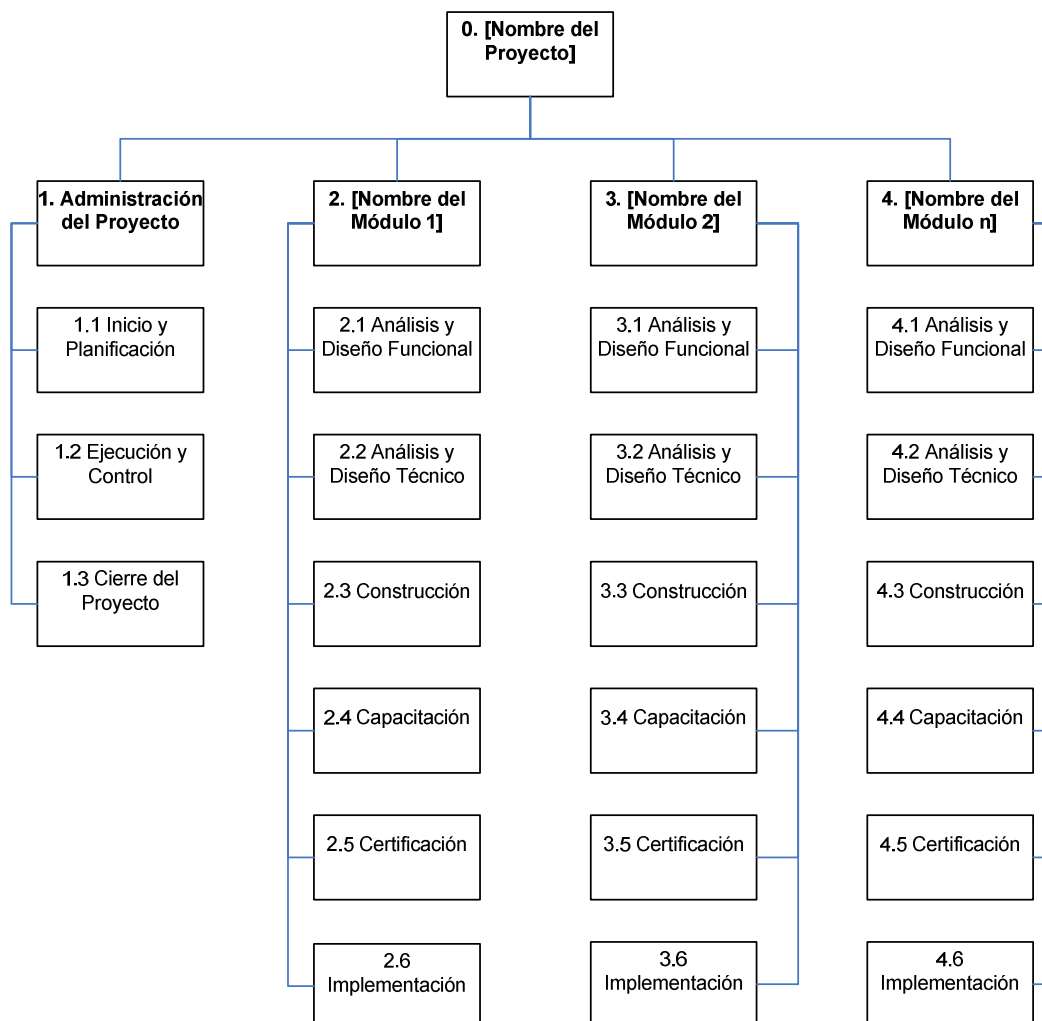 0. [Nombre del
Proyecto]
1. Administración
del Proyecto
2. [Nombre del
Módulo 1]
3. [Nombre del
Módulo 2]
4. [Nombre del
Módulo n]
1.1 Inicio y
Planificación
2.1 Análisis y
Diseño Funcional
3.1 Análisis y
Diseño Funcional
4.1 Análisis y
Diseño Funcional
1.2 Ejecución y
Control
2.2 Análisis y
Diseño Técnico
3.2 Análisis y
Diseño Técnico
4.2 Análisis y
Diseño Técnico
1.3 Cierre del
Proyecto
2.3 Construcción
3.3 Construcción
4.3 Construcción
2.4 Capacitación
3.4 Capacitación
4.4 Capacitación
2.5 Certificación
3.5 Certificación
4.5 Certificación
2.6
Implementación
3.6
Implementación
4.6
Implementación